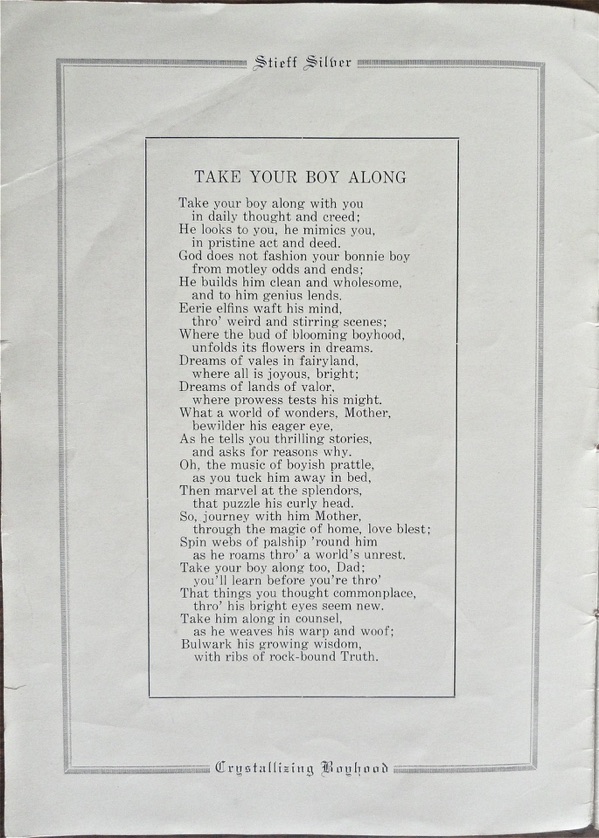 Stieff Silver
TAKE YOUR BOY ALONG
Take your boy along with you
in daily thought and creed;
He looks to you, he mimics you,
in pristine act and deed.
God does not fashion your bonnie boy
from motley odds and ends;
He builds him clean and wholesome,
and to him genius lends.
Eerie elfins waft his mind,
thro' weird and stirring scenes;
Where the bud of blooming boyhood,
unfolds its flowers in dreams.
Dreams of vales in fairyland,
where all is joyous, bright;
Dreams of lands of valor,
where prowess tests his might.
What a world of wonders, Mother,
bewilder his eager eye,
As he tells you thrilling stories,
and asks for reasons why.
Oh, the music of boyish prattle,
as you tuck him away in bed,
Then marvel at the splendors,
that puzzle his curly head.
So, journey with him Mother,
through the magic of home, love blest;
Spin webs of palship 'round him
as he roams thro' a world's unrest.
Take your boy along too, Dad;
you'll learn before you're thro'
That things you thought commonplace,
thro' his bright eyes seem new.
Take him along in counsel,
as he weaves his warp and woof;
Bulwark his growing wisdom,
with ribs of rock-bound Truth.
Crystallizing Boyhood